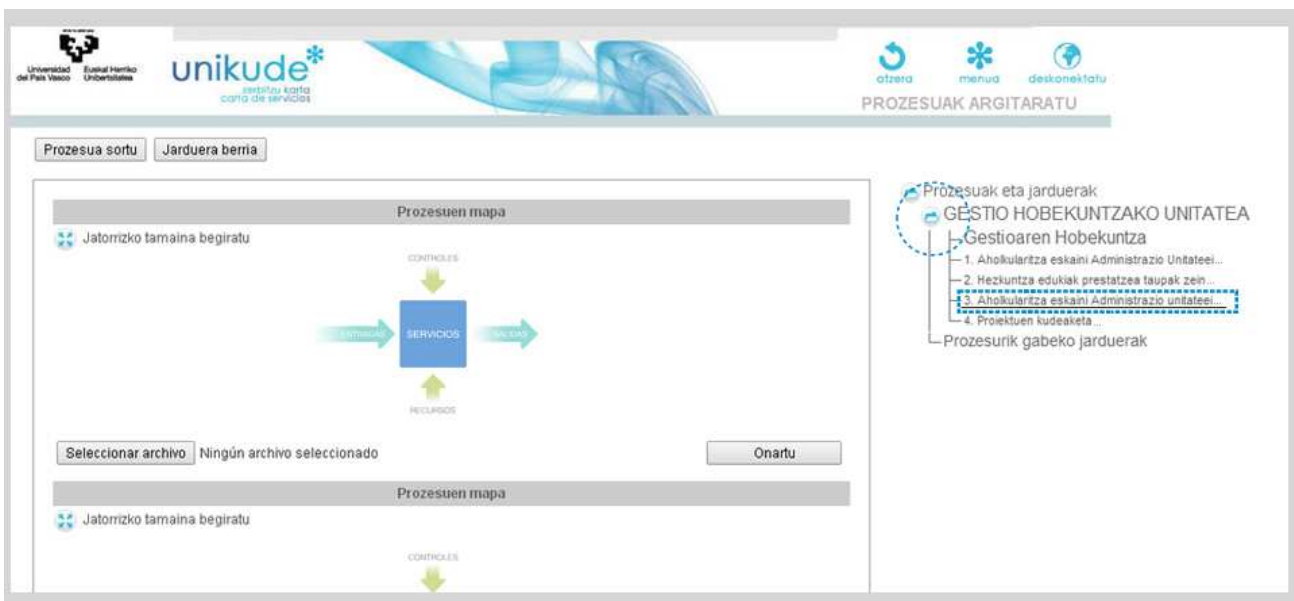 Universidad del País Vasco
Euskal Herriko Unibertsitatea
unikude*
zerbitzu karta
carta de servicios
atzera
menua
deskonektatu
PROZESUAK ARGITARATU
Prozesua sortu
Jarduera berria
Prozesuen mapa
Jatorrizko tamaina begiratu
CONTROLES
ENTRADAS
SERVICIOS
SALIDAS
RECURSOS
Seleccionar archivo Ningún archivo seleccionado
Onartu
Prozesuen mapa
Jatorrizko tamaina begiratu
CONTROLES
Prozesuak eta jarduerak
GESTIO HOBEKUNTZAKO UNITATEA
Gestioaren Hobekuntza
1. Aholkularitza eskaini Administrazio Unitateei...
2. Hezkuntza edukiak prestatzea taupak zein...
3. Aholkularitza eskaini Administrazio unitateei...
4. Proiektuen kudeaketa ...
Prozesurik gabeko jarduerak